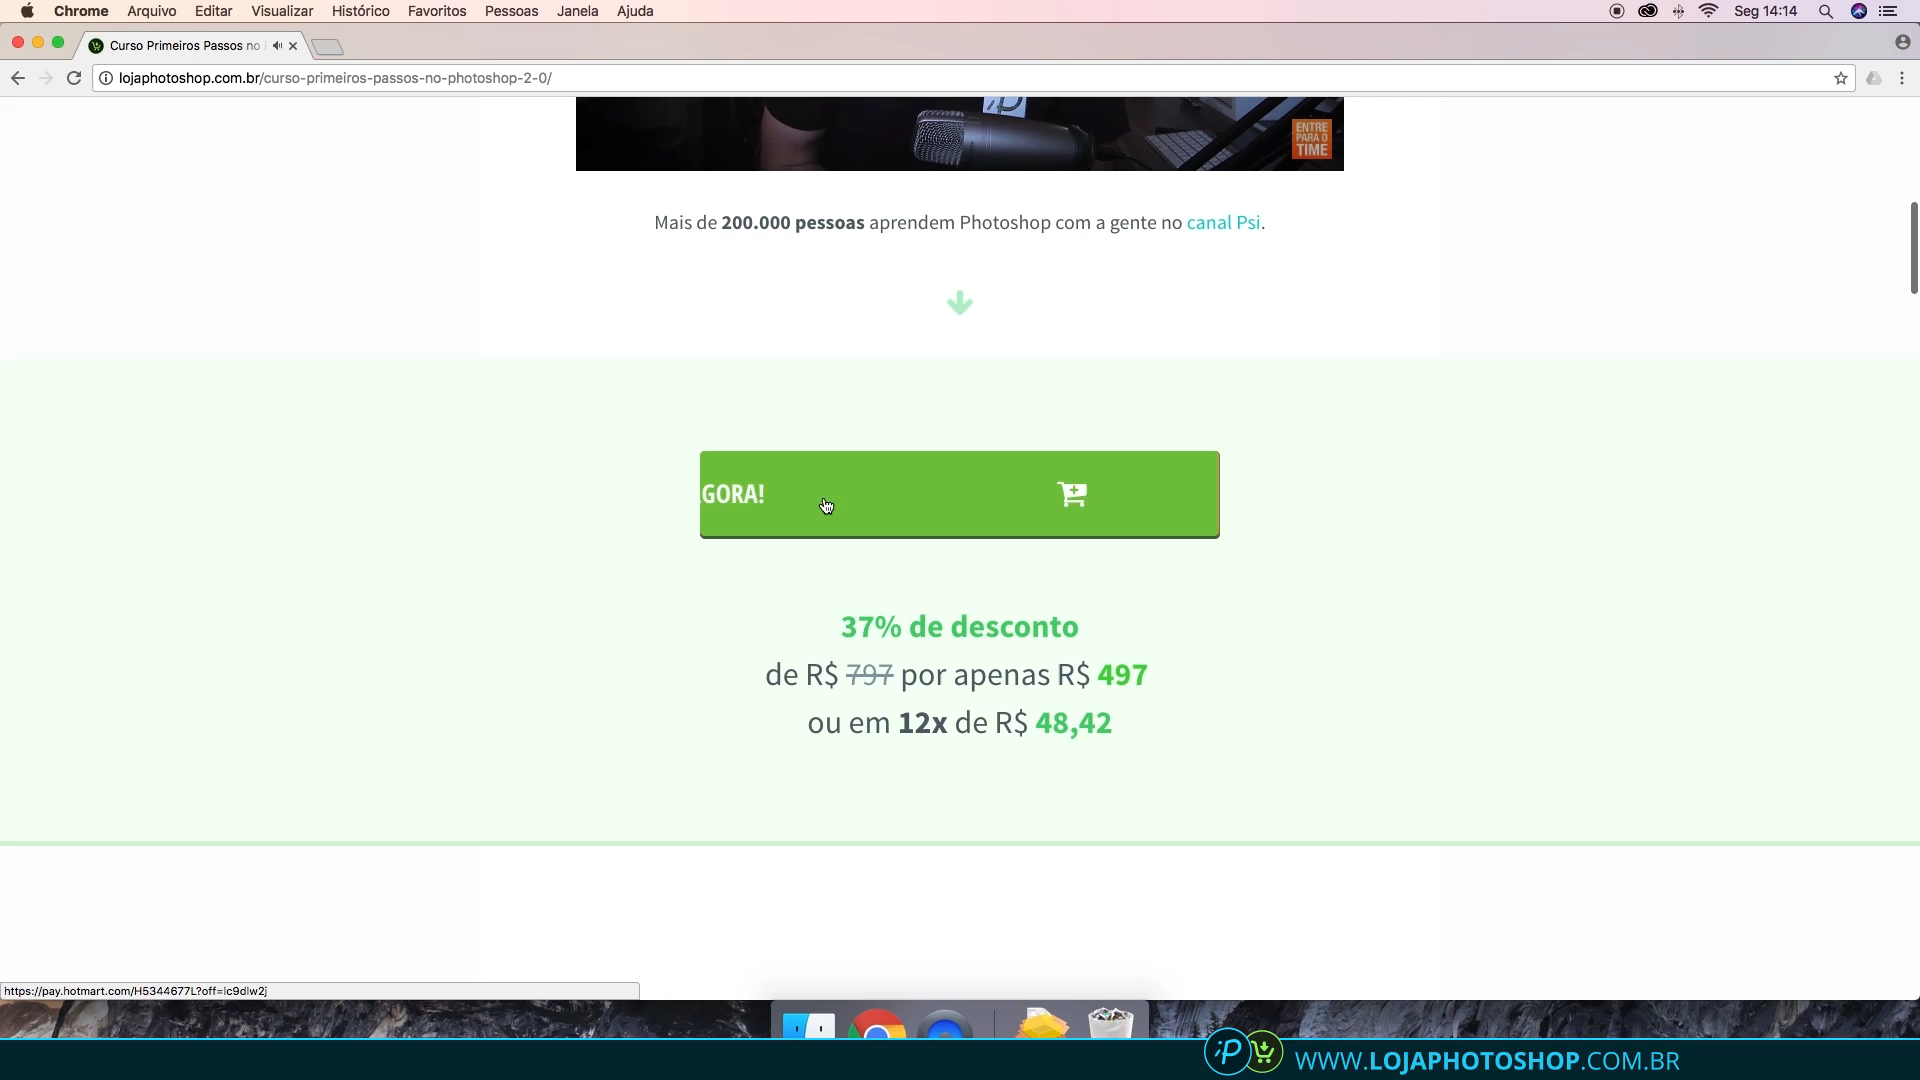 Chrome Arquivo Editar Visualizar Histórico Favoritos Pessoas Janela Ajuda Seg 14:14
Curso Primeiros Passos no
lojaphotoshop.com.br/curso-primeiros-passos-no-photoshop-2-0/
ENTRE
PARA O
TIME
Mais de 200.000 pessoas aprendem Photoshop com a gente no canal Psi.
GORA!
37% de desconto
de R$ 797 por apenas R$ 497
ou em 12x de R$ 48,42
https://pay.hotmart.com/H5344677L?off=lc9dlw2j
WWW.LOJAPHOTOSHOP.COM.BR